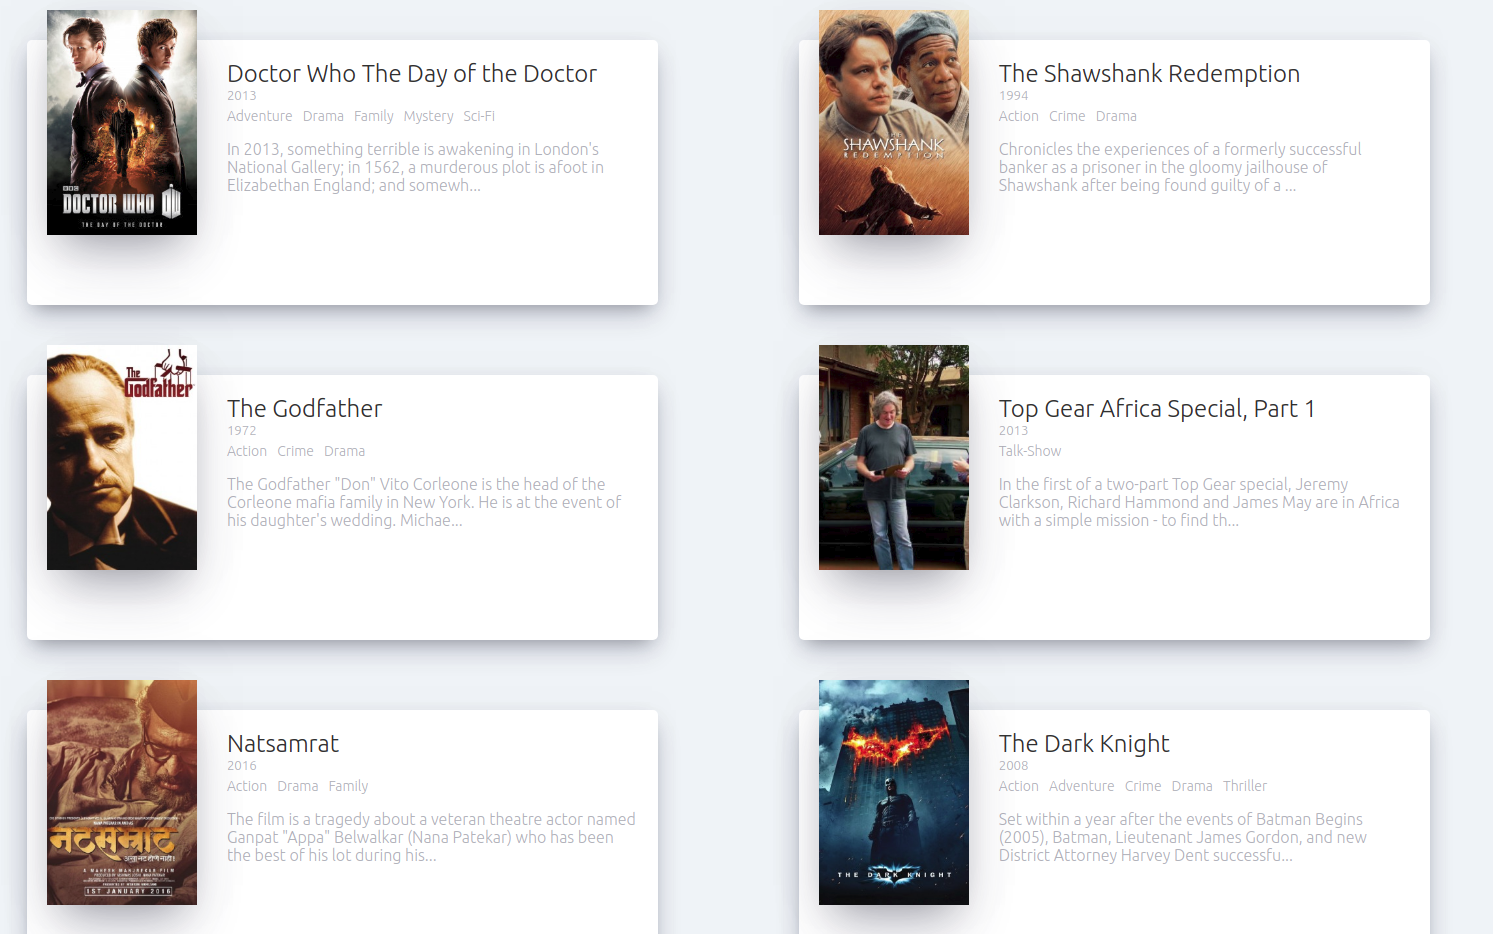 DOCTOR WHO
THE DAY OF THE DOCTOR
Doctor Who The Day of the Doctor
2013
Adventure Drama Family Mystery Sci-Fi
In 2013, something terrible is awakening in London's
National Gallery; in 1562, a murderous plot is afoot in
Elizabethan England; and somewh...
THE
SHAWSHANK
REDEMPTION
The Shawshank Redemption
1994
Action Crime Drama
Chronicles the experiences of a formerly successful
banker as a prisoner in the gloomy jailhouse of
Shawshank after being found guilty of a ...
The
Godfather
The Godfather
1972
Action Crime Drama
The Godfather "Don" Vito Corleone is the head of the
Corleone mafia family in New York. He is at the event of
his daughter's wedding. Michae...
Top Gear Africa Special, Part 1
2013
Talk-Show
In the first of a two-part Top Gear special, Jeremy
Clarkson, Richard Hammond and James May are in Africa
with a simple mission - to find th...
नटसम्राट
A MAHESH MANJREKAR FILM
1ST JANUARY 2016
Natsamrat
2016
Action Drama Family
The film is a tragedy about a veteran theatre actor named
Ganpat "Appa" Belwalkar (Nana Patekar) who has been
the best of his lot during his...
THE DARK KNIGHT
The Dark Knight
2008
Action Adventure Crime Drama Thriller
Set within a year after the events of Batman Begins
(2005), Batman, Lieutenant James Gordon, and new
District Attorney Harvey Dent successfu...